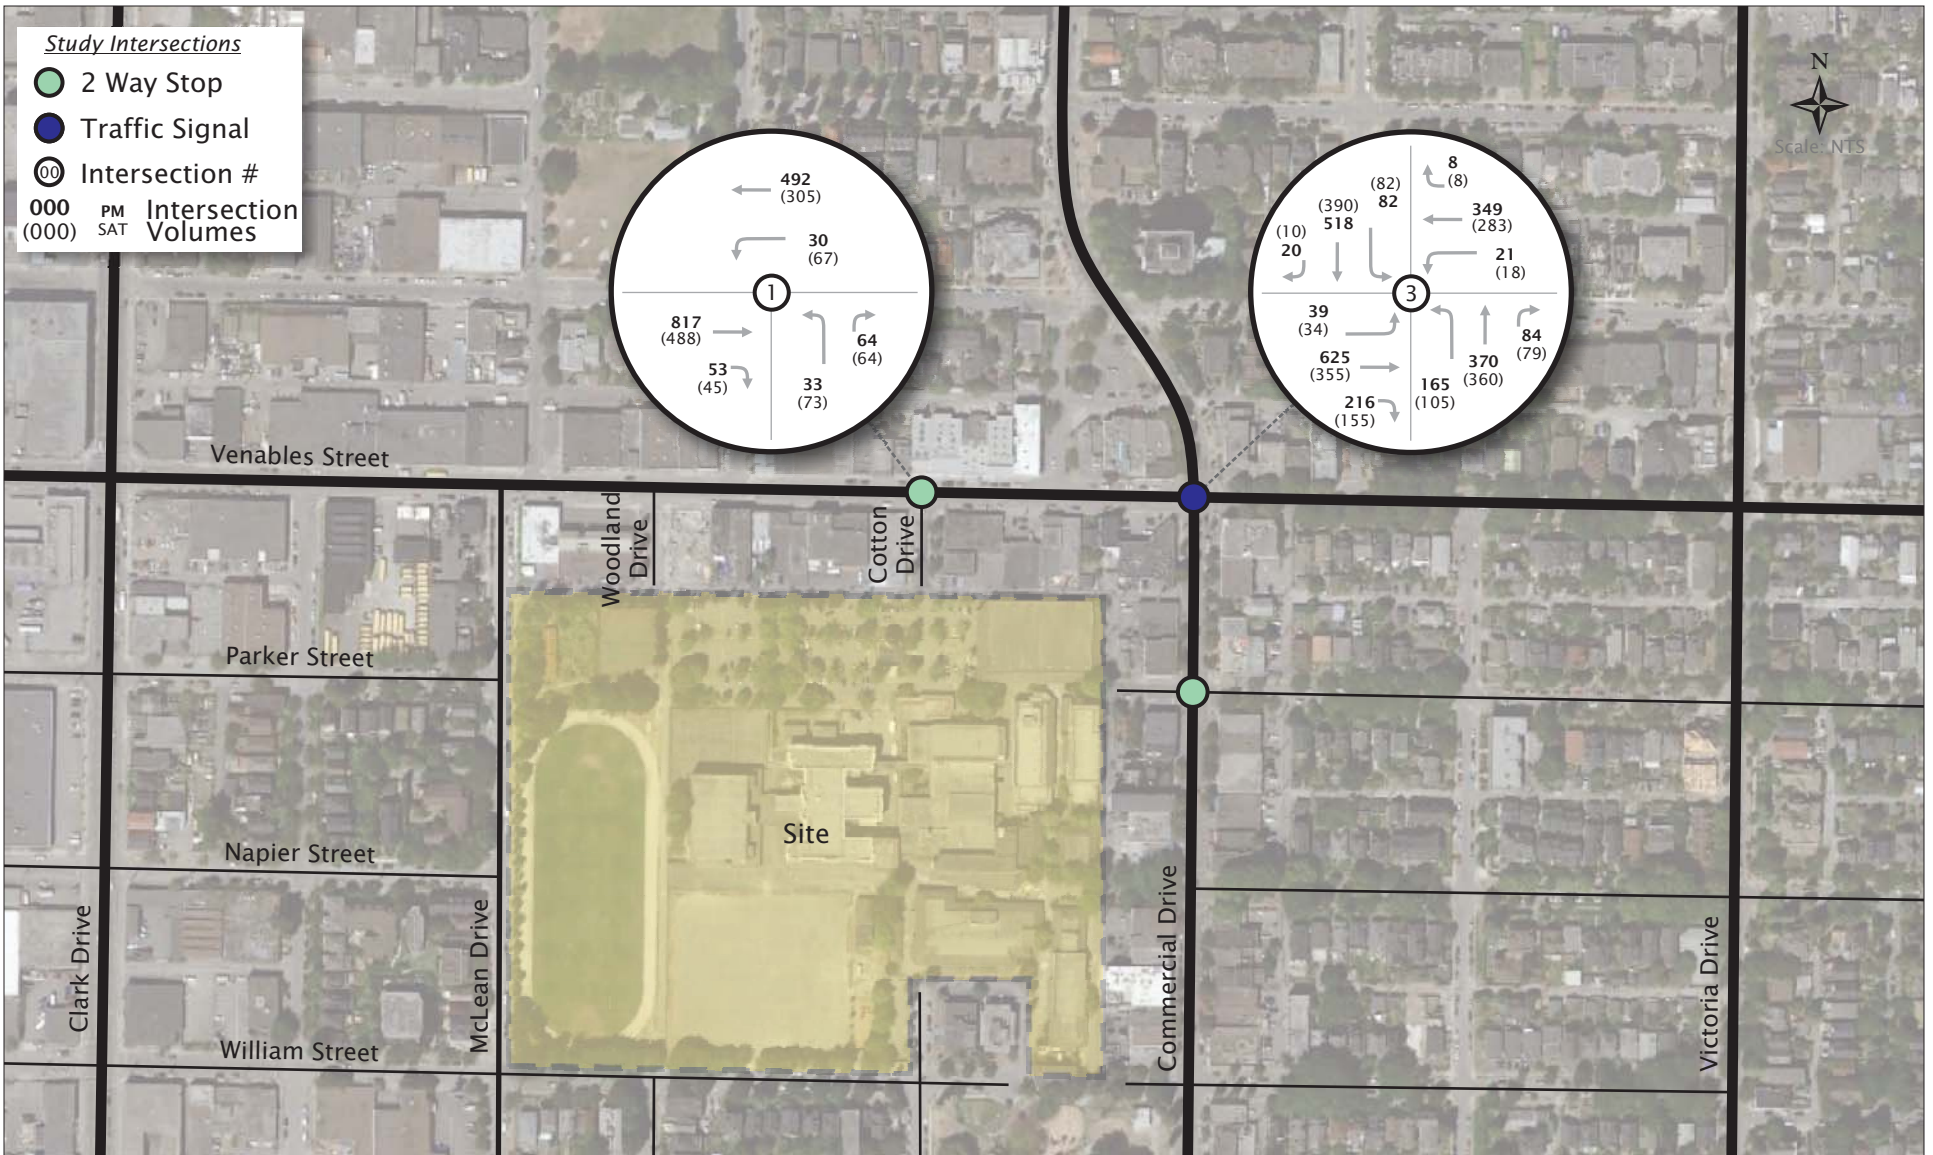 Study Intersections
2 Way Stop
Traffic Signal
00 Intersection #
000 PM Intersection
(000) SAT Volumes
N
Scale: NTS
492
(305)
30
(67)
1
817
(488)
53
(45)
33
(73)
64
(64)
8
(8)
(82)
82
(390)
518
(10)
20
349
(283)
21
(18)
3
39
(34)
625
(355)
216
(155)
165
(105)
370
(360)
84
(79)
Venables Street
Woodland
Drive
Cotton
Drive
Parker Street
Site
Napier Street
William Street
Clark Drive
McLean Drive
Commercial Drive
Victoria Drive